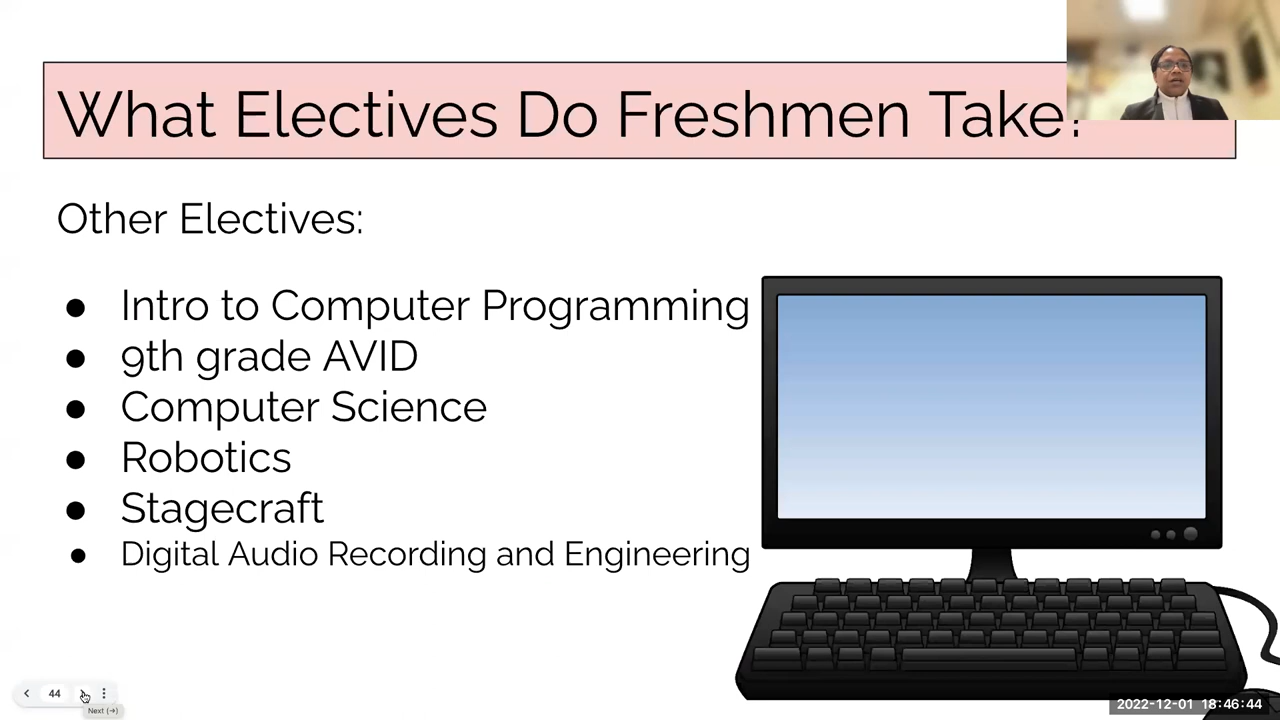 What Electives Do Freshmen Take?
Other Electives:
● Intro to Computer Programming
● 9th grade AVID
● Computer Science
● Robotics
● Stagecraft
● Digital Audio Recording and Engineering
44
Next (→)
2022-12-01 18:46:44